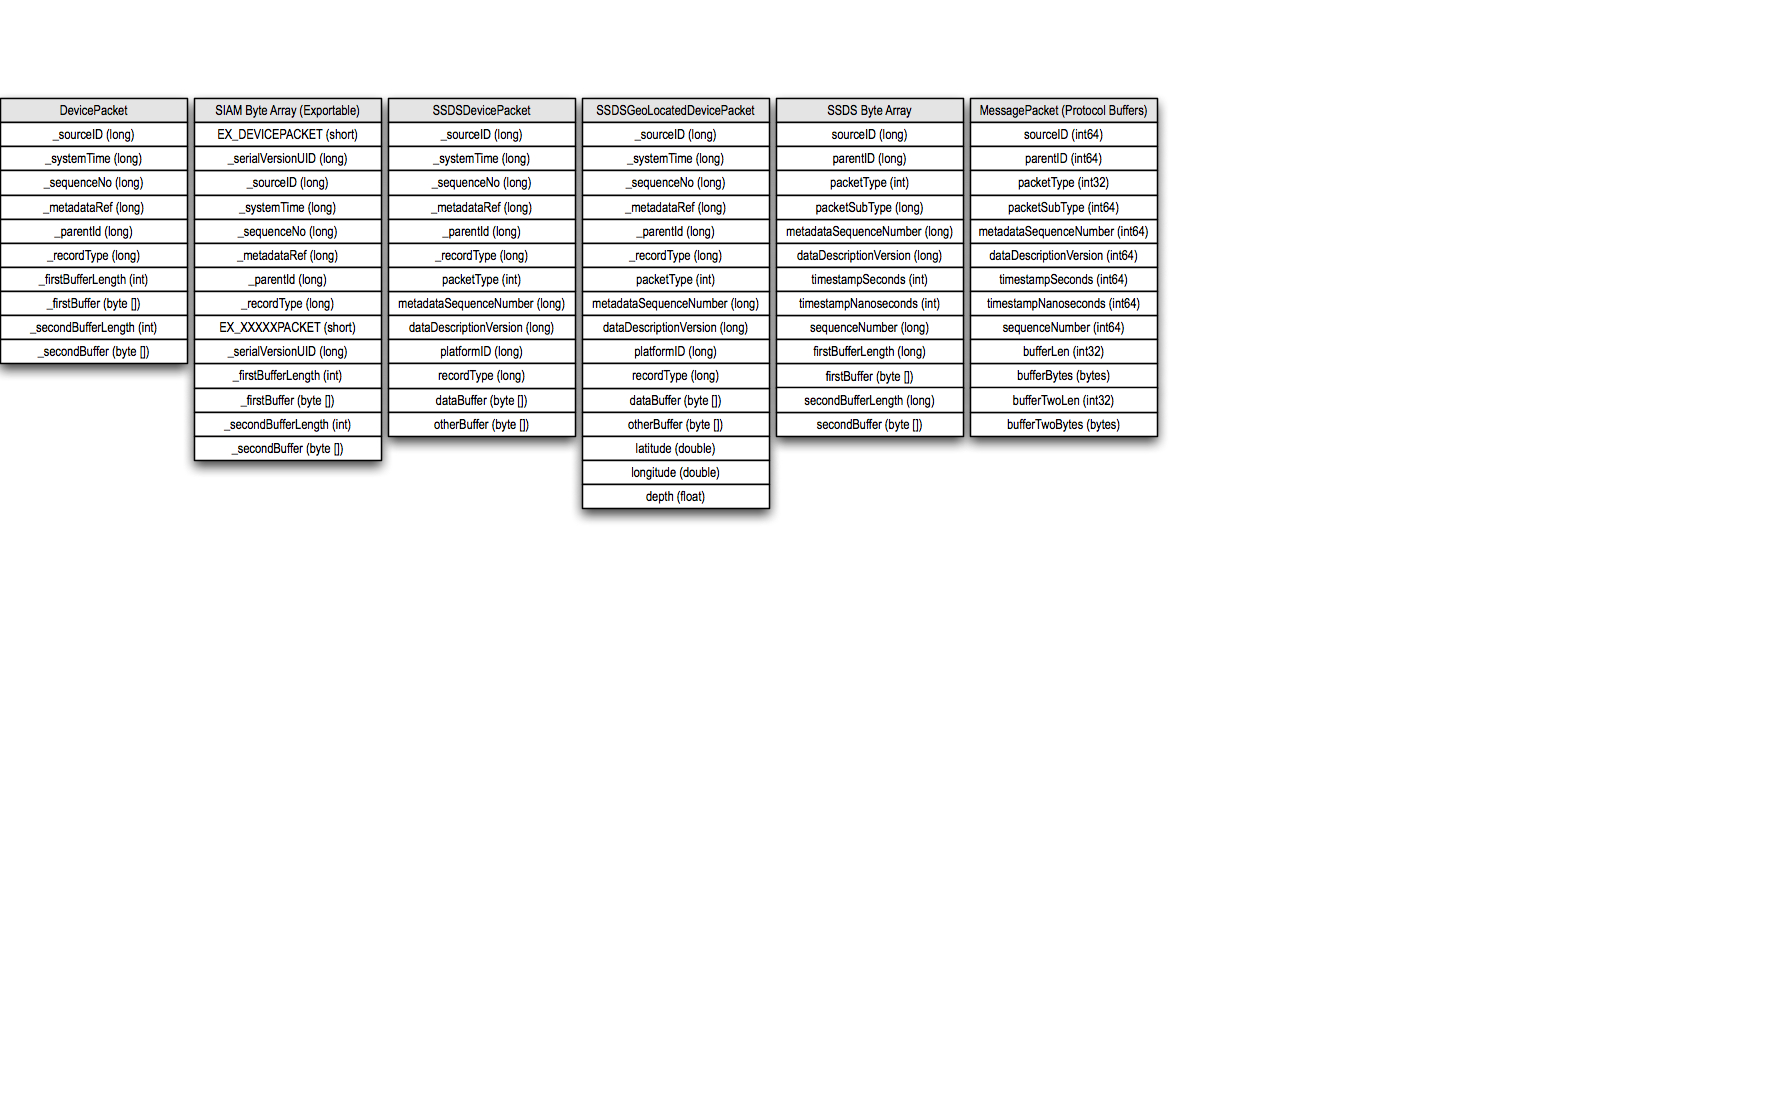 DevicePacket
_sourceID (long)
_systemTime (long)
_sequenceNo (long)
_metadataRef (long)
_parentId (long)
_recordType (long)
_firstBufferLength (int)
_firstBuffer (byte [])
_secondBufferLength (int)
_secondBuffer (byte [])
SIAM Byte Array (Exportable)
EX_DEVICEPACKET (short)
_serialVersionUID (long)
_sourceID (long)
_systemTime (long)
_sequenceNo (long)
_metadataRef (long)
_parentId (long)
_recordType (long)
EX_XXXXXPACKET (short)
_serialVersionUID (long)
_firstBufferLength (int)
_firstBuffer (byte [])
_secondBufferLength (int)
_secondBuffer (byte [])
SSDSDevicePacket
_sourceID (long)
_systemTime (long)
_sequenceNo (long)
_metadataRef (long)
_parentId (long)
_recordType (long)
packetType (int)
metadataSequenceNumber (long)
dataDescriptionVersion (long)
platformID (long)
recordType (long)
dataBuffer (byte [])
otherBuffer (byte [])
SSDSGeoLocatedDevicePacket
_sourceID (long)
_systemTime (long)
_sequenceNo (long)
_metadataRef (long)
_parentId (long)
_recordType (long)
packetType (int)
metadataSequenceNumber (long)
dataDescriptionVersion (long)
platformID (long)
recordType (long)
dataBuffer (byte [])
otherBuffer (byte [])
latitude (double)
longitude (double)
depth (float)
SSDS Byte Array
sourceID (long)
parentID (long)
packetType (int)
packetSubType (long)
metadataSequenceNumber (long)
dataDescriptionVersion (long)
timestampSeconds (int)
timestampNanoseconds (int)
sequenceNumber (long)
firstBufferLength (long)
firstBuffer (byte [])
secondBufferLength (long)
secondBuffer (byte [])
MessagePacket (Protocol Buffers)
sourceID (int64)
parentID (int64)
packetType (int32)
packetSubType (int64)
metadataSequenceNumber (int64)
dataDescriptionVersion (int64)
timestampSeconds (int64)
timestampNanoseconds (int64)
sequenceNumber (int64)
bufferLen (int32)
bufferBytes (bytes)
bufferTwoLen (int32)
bufferTwoBytes (bytes)